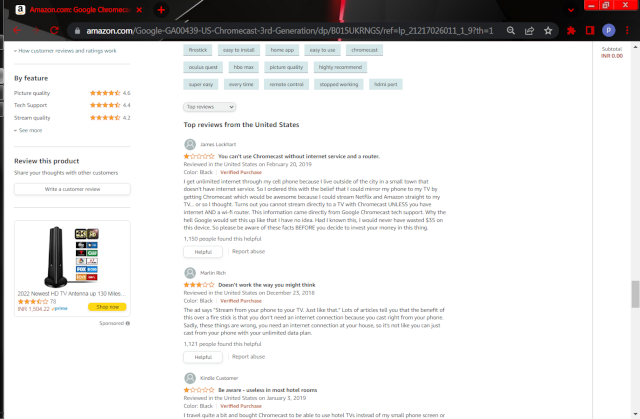 Amazon.com: Google Chromecas
amazon.com/Google-GA00439-US-Chromecast-3rd-Generation/dp/B015UKRNGS/ref=lp_21217026011_1_9?th=1
How customer reviews and ratings work
By feature
Picture quality 4.6
Tech Support 4.4
Stream quality 4.2
See more
Review this product
Share your thoughts with other customers
Write a customer review
2022 Newest HD TV Antenna up 130 Miles...
78
INR 1,504.22 prime
Shop now
Sponsored
firestick easy to install home app easy to use chromecast
oculus quest hbo max picture quality highly recommend
super easy every time remote control stopped working hdmi port
Top reviews
Top reviews from the United States
James Lockhart
You can't use Chromecast without internet service and a router.
Reviewed in the United States on February 20, 2019
Color: Black Verified Purchase
I get unlimited internet through my cell phone because I live outside of the city in a small town that
doesn't have internet service, So I ordered this with the belief that I could mirror my phone to my TV by
getting Chromecast which would be awesome because I could stream Netflix and Amazon straight to my
TV... or so I thought. Turns out you cannot stream directly to a TV with Chromecast UNLESS you have
internet AND a wi-fi router. This information came directly from Google Chromecast tech support. Why the
hell Google would set this up like that I have no idea. Had I known this, I would never have wasted $35 on
this device. So please be aware of these facts BEFORE you decide to invest your money in this thing.
1,150 people found this helpful
Helpful Report abuse
Martin Rich
Doesn't work the way you might think
Reviewed in the United States on December 23, 2018
Color: Black Verified Purchase
The ad says "Stream from your phone to your TV. Just like that." Lots of articles tell you that the benefit of
this over a fire stick is that you don't need an internet connection because you cast right from your phone.
Sadly, these things are wrong, you need an internet connection at your house, so it's not like you can just
cast from your phone with your unlimited data plan.
1,121 people found this helpful
Helpful Report abuse
Kindle Customer
Be aware - useless in most hotel rooms
Reviewed in the United States on January 3, 2019
Color: Black Verified Purchase
I travel quite a bit and bought Chromecast to be able to use hotel TVs instead of my small phone screen or
Subtotal
INR 0.00